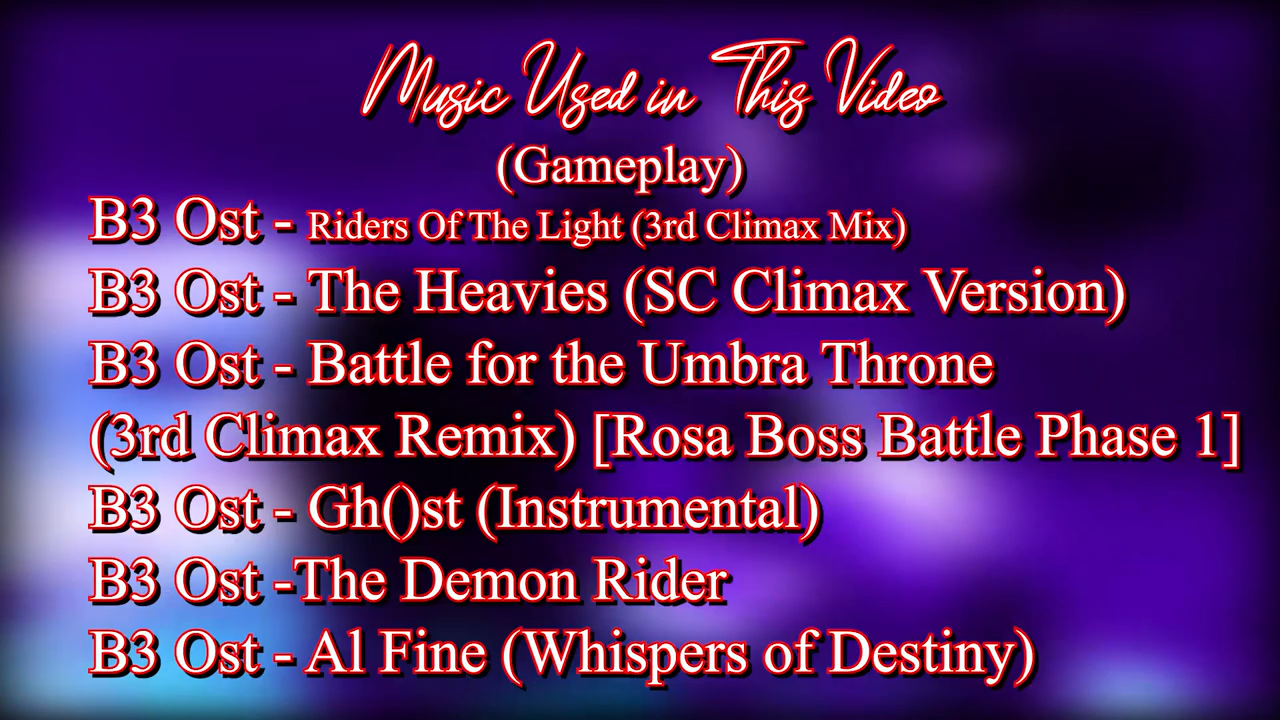 Music Used in This Video
(Gameplay)
B3 Ost - Riders Of The Light (3rd Climax Mix)
B3 Ost - The Heavies (SC Climax Version)
B3 Ost - Battle for the Umbra Throne
(3rd Climax Remix) [Rosa Boss Battle Phase 1]
B3 Ost - Gh()st (Instrumental)
B3 Ost -The Demon Rider
B3 Ost - Al Fine (Whispers of Destiny)